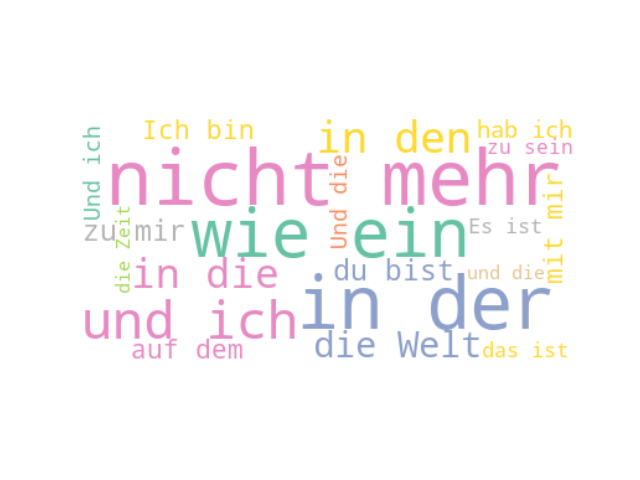 Ich bin
in den
hab ich
zu sein
Und ich
nicht mehr
Und die
mit mir
zu mir
wie ein
Es ist
die Zeit
in die
du bist
und die
in der
und ich
auf dem
die Welt
das ist